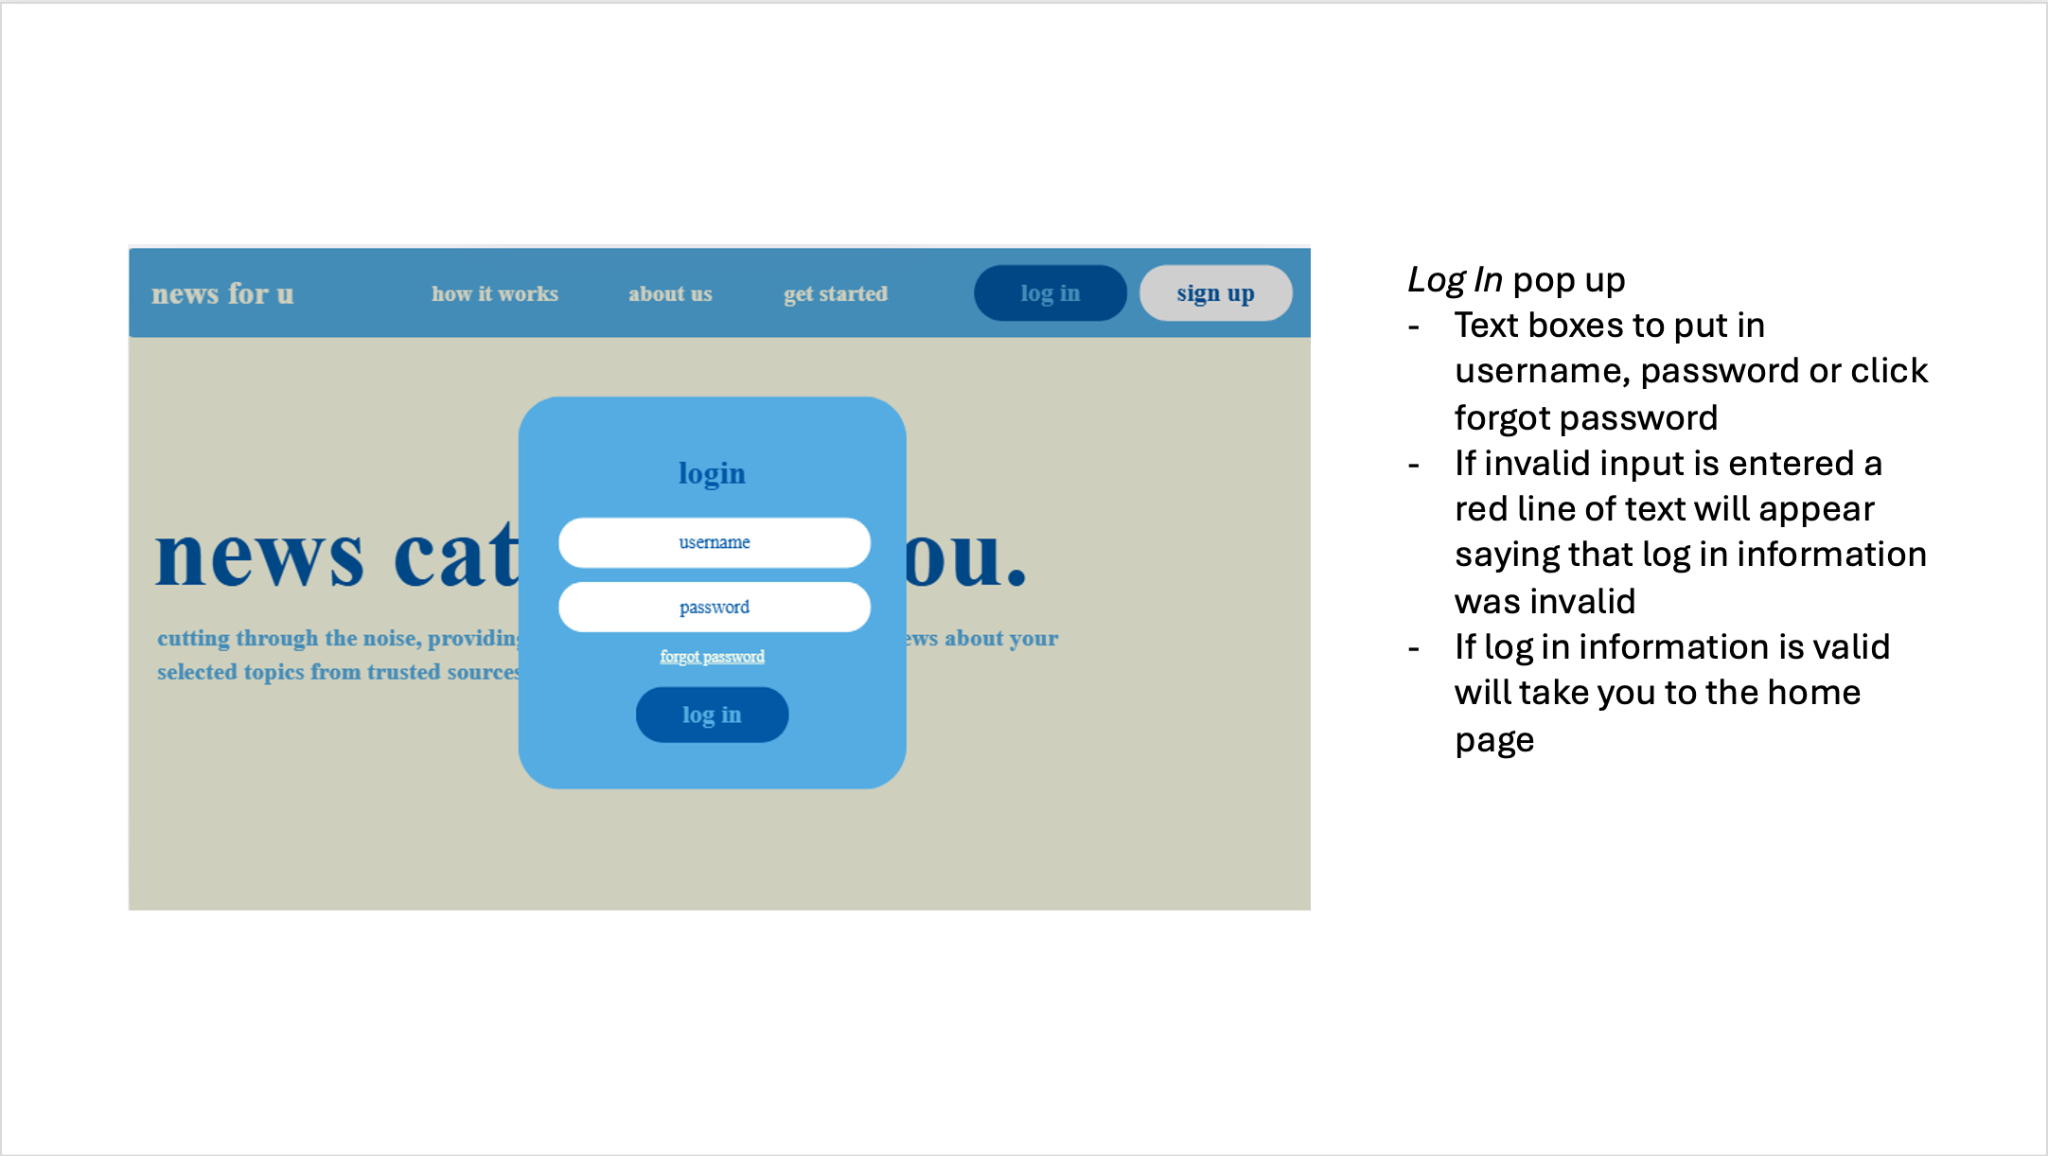 news for u how it works about us get started log in sign up
login
username
password
forgot password
log in
news cat ou.
cutting through the noise, providing ews about your
selected topics from trusted sources
Log In pop up
- Text boxes to put in
username, password or click
forgot password
- If invalid input is entered a
red line of text will appear
saying that log in information
was invalid
- If log in information is valid
will take you to the home
page